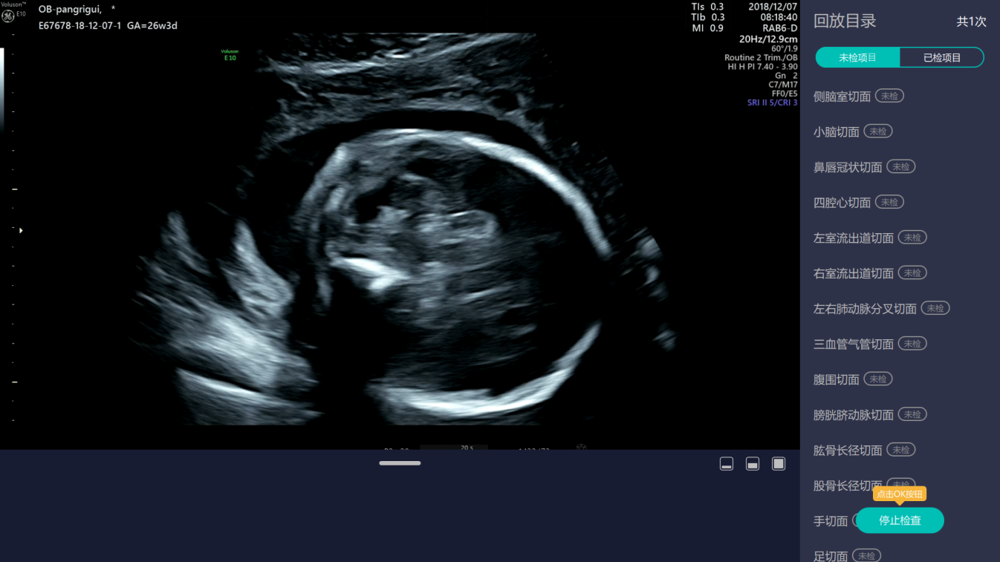 Voluson™
E10
OB-pangrigui, *
E67678-18-12-07-1 GA=26w3d
Voluson
E10
TIs 0.3
TIb 0.3
MI 0.9
2018/12/07
08:18:40
RAB6-D
20Hz/12.9cm
60°/1.9
Routine 2 Trim./OB
HI H PI 7.40 - 3.90
Gn 2
C7/M17
FF0/E5
SRI II 5/CRI 3
20 s
回放目录
共1次
未检项目
已检项目
侧脑室切面 未检
小脑切面 未检
鼻唇冠状切面 未检
四腔心切面 未检
左室流出道切面 未检
右室流出道切面 未检
左右肺动脉分叉切面 未检
三血管气管切面 未检
腹围切面 未检
膀胱脐动脉切面 未检
肱骨长径切面 未检
股骨长径切面 未检
点击OK按钮
手切面
停止检查
足切面 未检